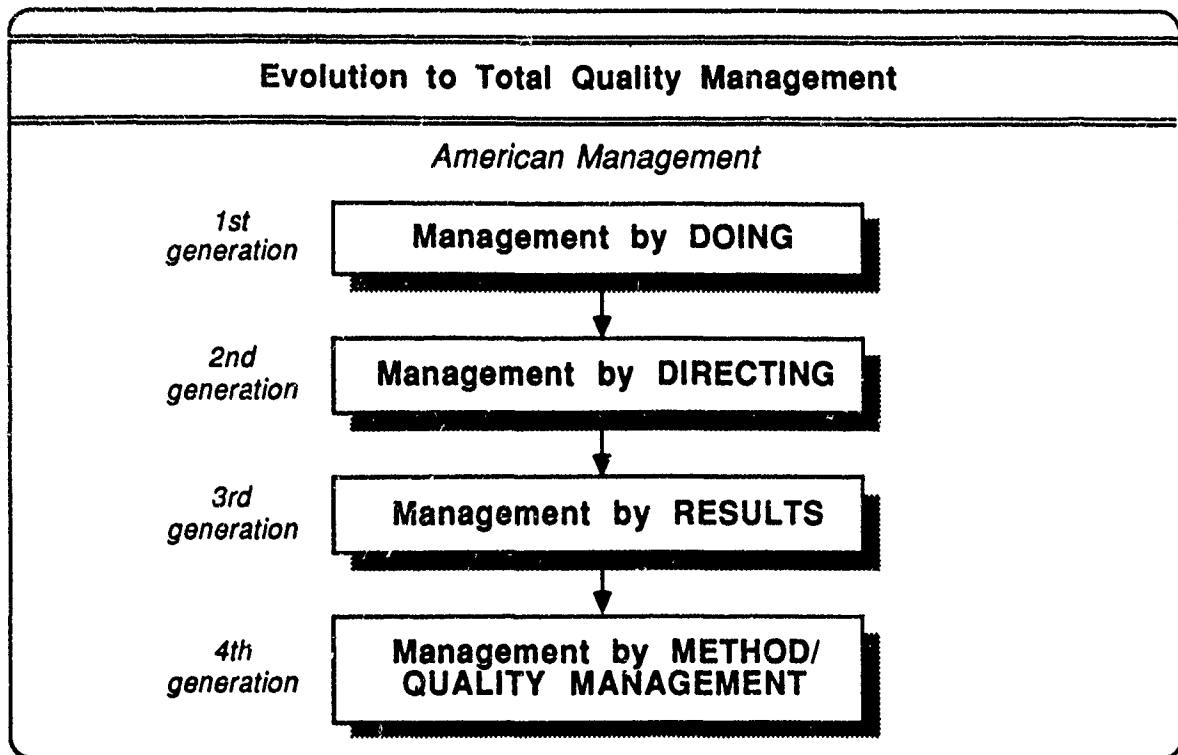 Evolution to Total Quality Management
American Management
1st
generation
Management by DOING
2nd
generation
Management by DIRECTING
3rd
generation
Management by RESULTS
4th
generation
Management by METHOD/
QUALITY MANAGEMENT